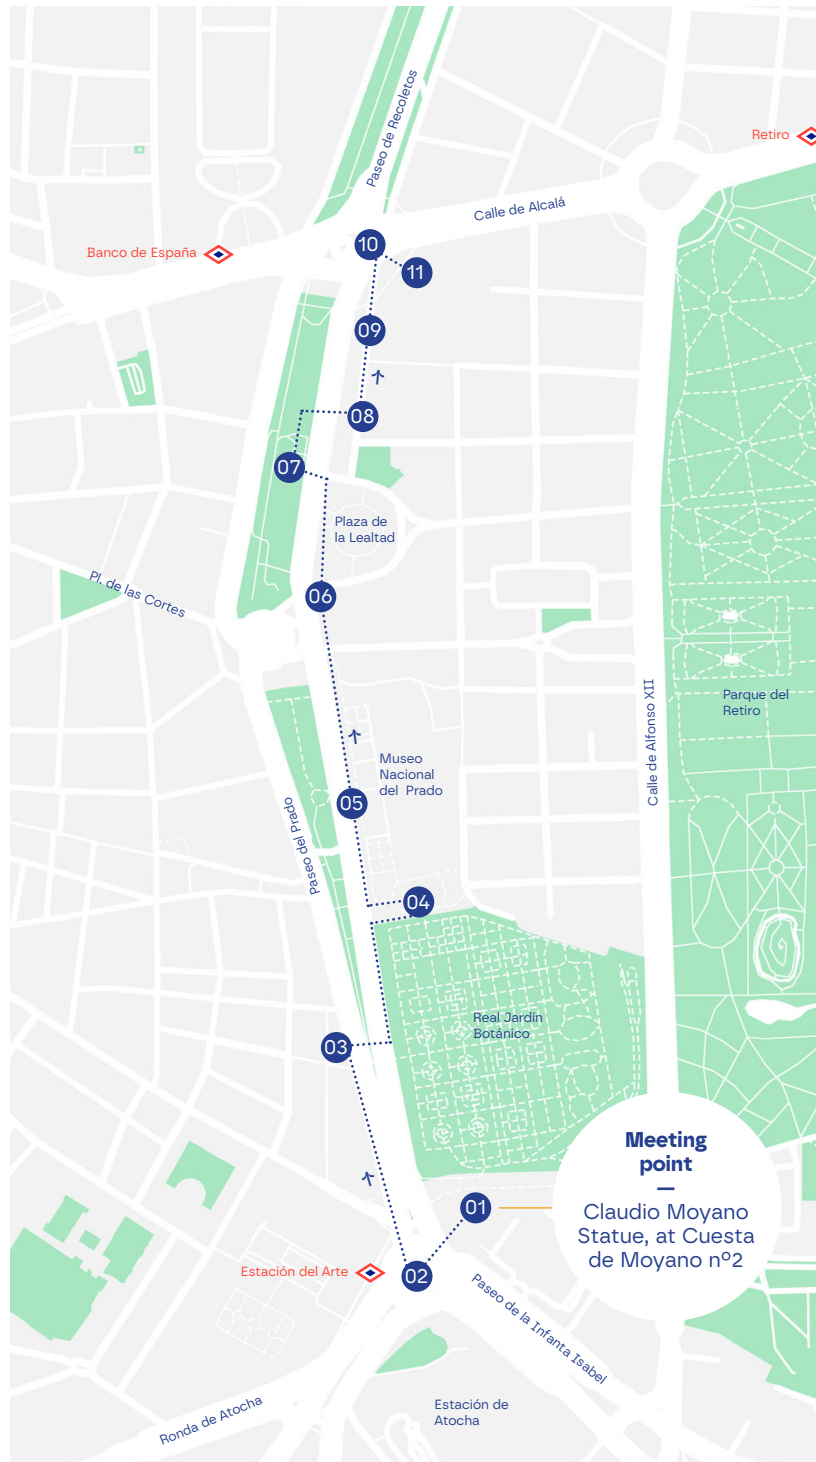 Paseo de Recoletos
Retiro
Calle de Alcalá
Banco de España
10
11
09
08
07
Plaza de
la Lealtad
Pl. de las Cortes
06
Calle de Alfonso XII
Parque del
Retiro
Museo
Nacional
del Prado
05
Paseo del Prado
04
Real Jardín
Botánico
03
Meeting
point
—
Claudio Moyano
Statue, at Cuesta
de Moyano nº2
01
Estación del Arte
02
Paseo de la Infanta Isabel
Ronda de Atocha
Estación de
Atocha